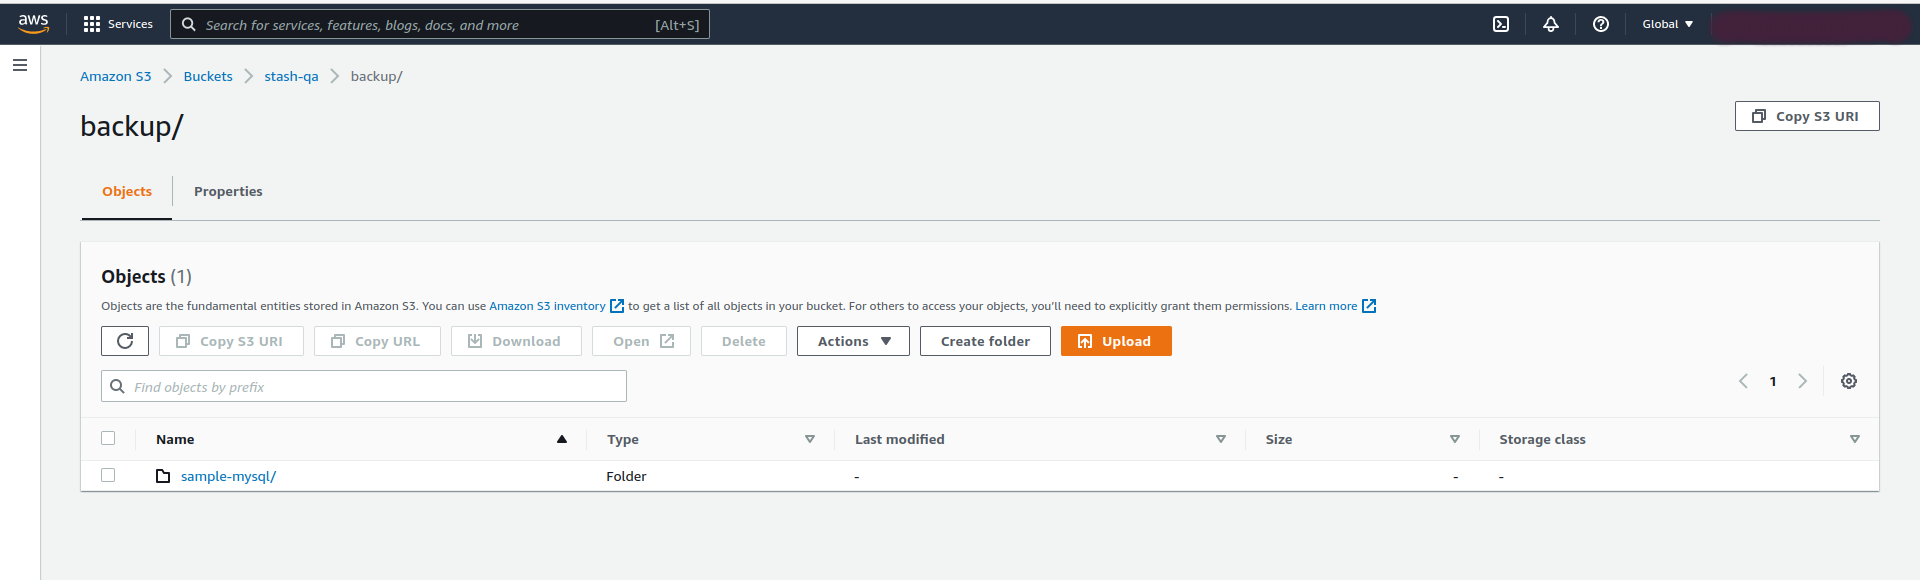 aws Services Search for services, features, blogs, docs, and more [Alt+S] Global
Amazon S3 Buckets stash-qa backup/
backup/
Copy S3 URI
Objects Properties
Objects (1)
Objects are the fundamental entities stored in Amazon S3. You can use Amazon S3 inventory to get a list of all objects in your bucket. For others to access your objects, you’ll need to explicitly grant them permissions. Learn more
Copy S3 URI Copy URL Download Open Delete Actions Create folder Upload
Find objects by prefix
1
Name Type Last modified Size Storage class
sample-mysql/ Folder - - -